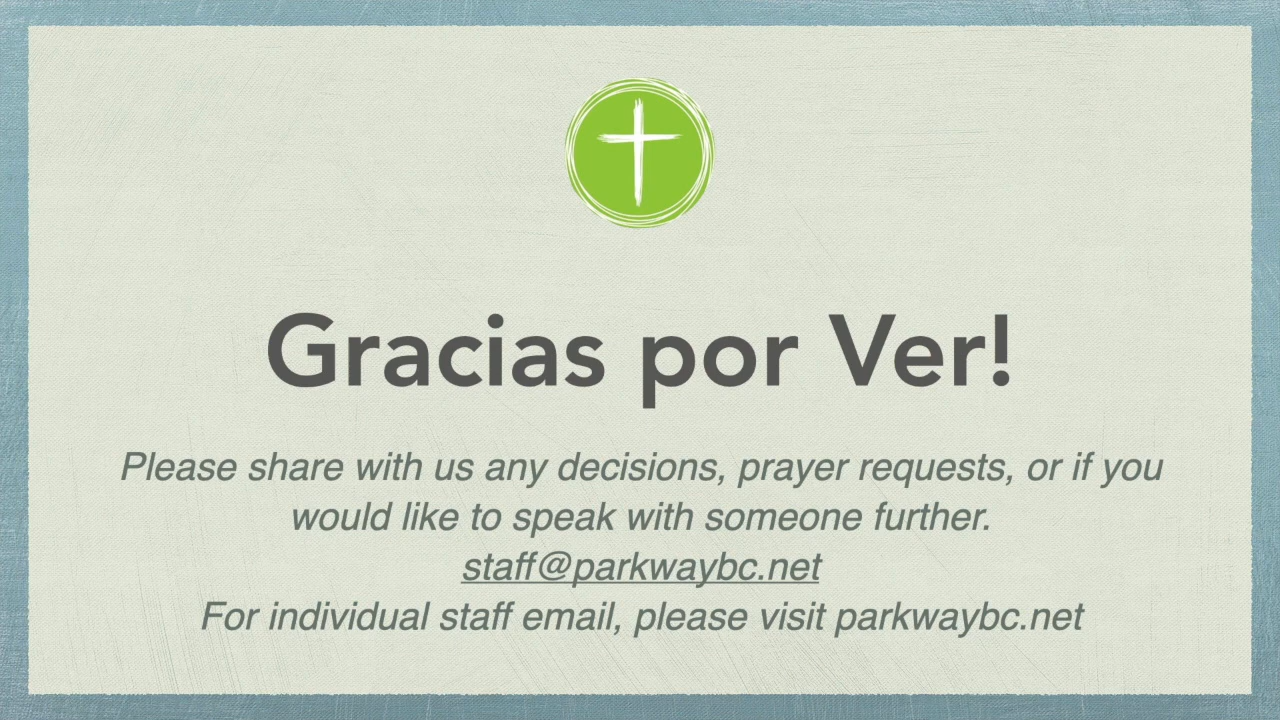 Gracias por Ver!
Please share with us any decisions, prayer requests, or if you
would like to speak with someone further.
staff@parkwaybc.net
For individual staff email, please visit parkwaybc.net